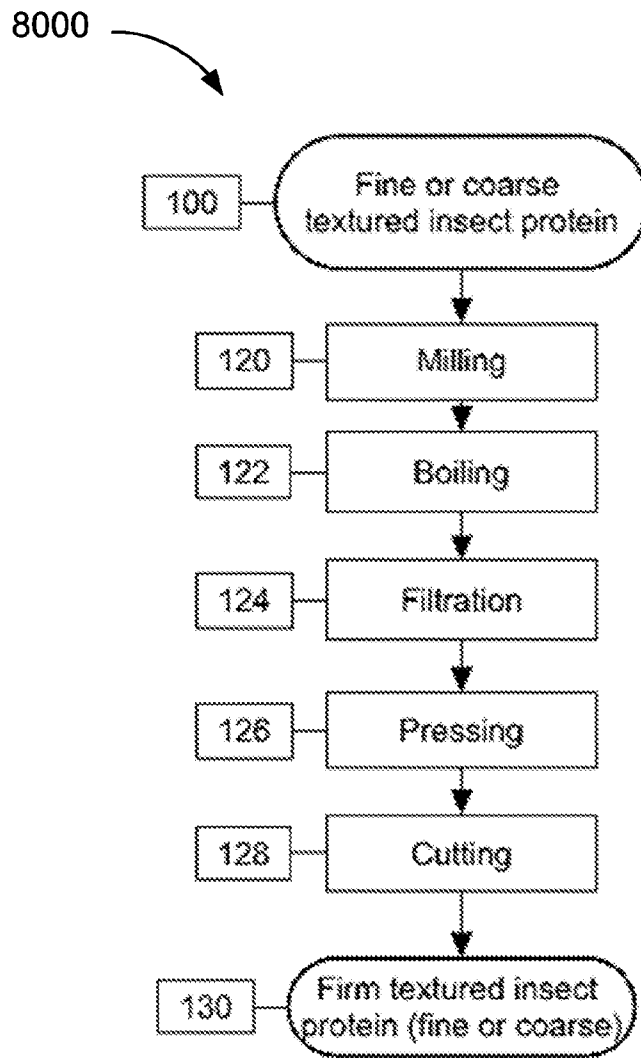 8000
100
Fine or coarse
textured insect protein
120
Milling
122
Boiling
124
Filtration
126
Pressing
128
Cutting
130
Firm textured insect
protein (fine or coarse)